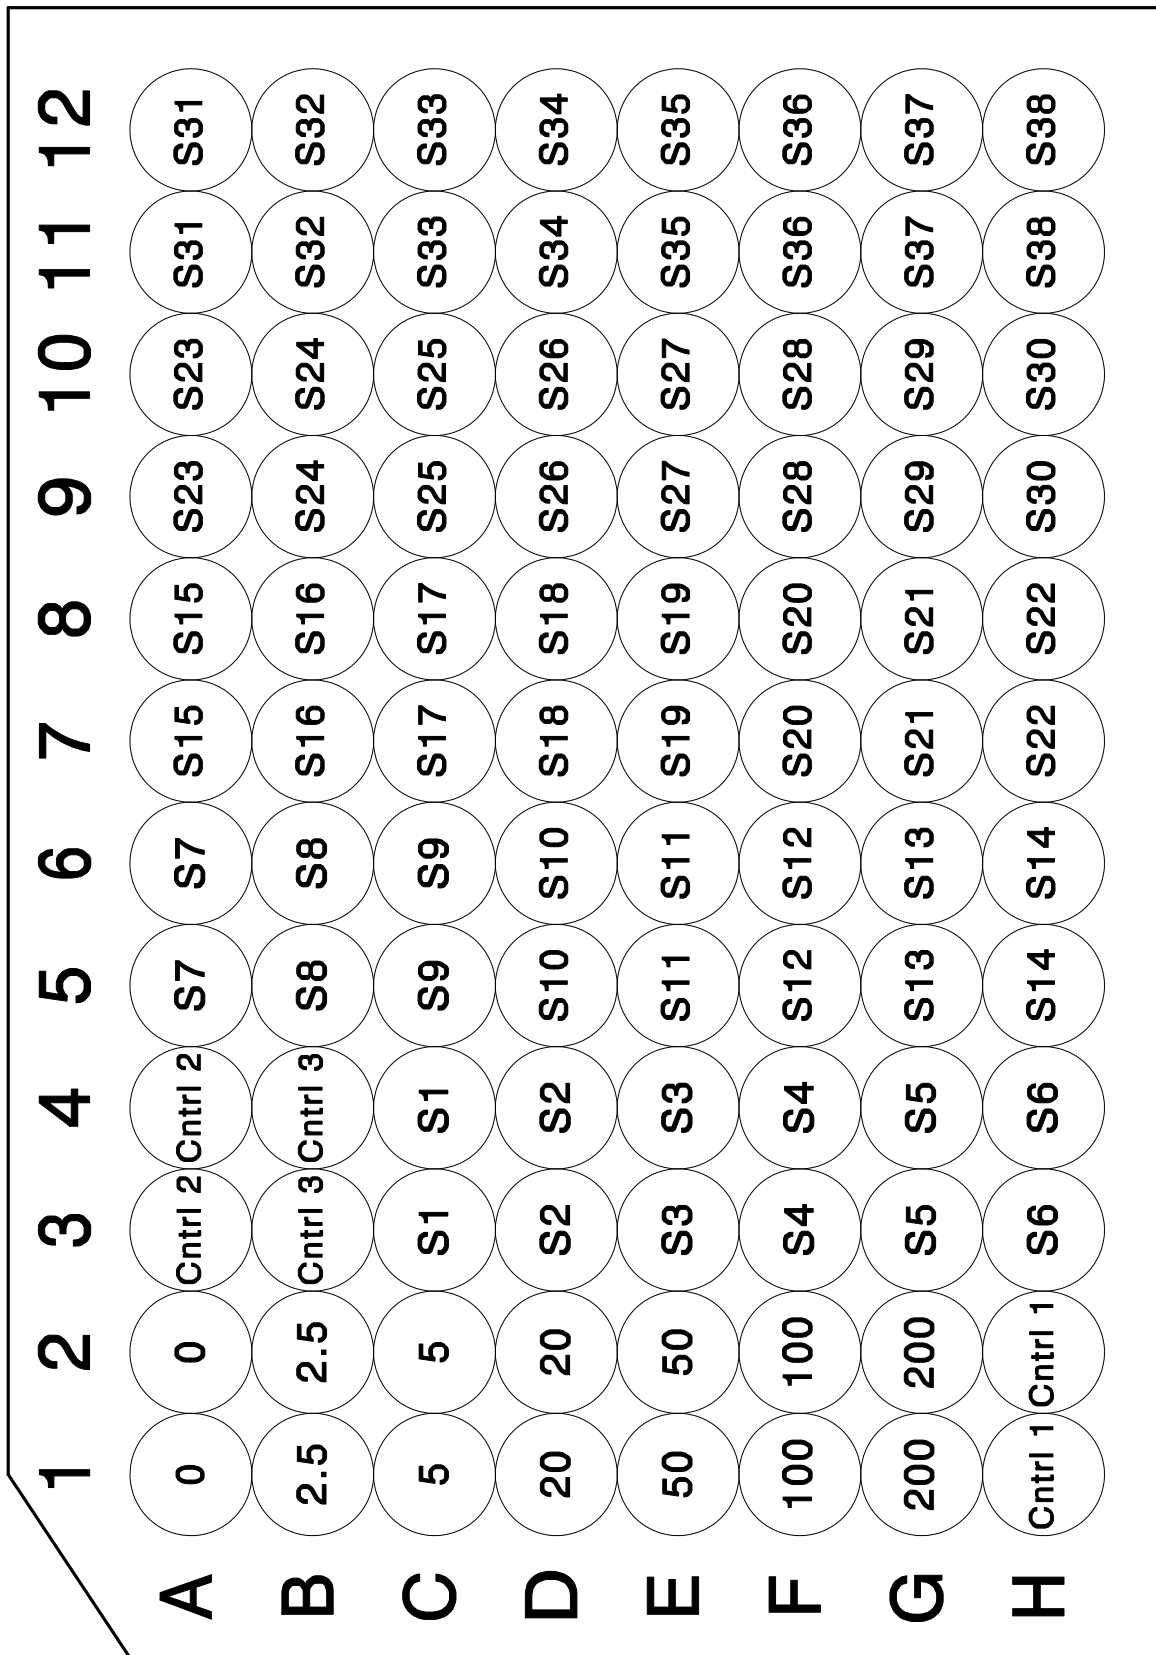 1 2 3 4 5 6 7 8 9 10 11 12
A 0 0 Cntrl 2 Cntrl 2 S7 S7 S15 S15 S23 S23 S31 S31
B 2.5 2.5 Cntrl 3 Cntrl 3 S8 S8 S16 S16 S24 S24 S32 S32
C 5 5 S1 S1 S9 S9 S17 S17 S25 S25 S33 S33
D 20 20 S2 S2 S10 S10 S18 S18 S26 S26 S34 S34
E 50 50 S3 S3 S11 S11 S19 S19 S27 S27 S35 S35
F 100 100 S4 S4 S12 S12 S20 S20 S28 S28 S36 S36
G 200 200 S5 S5 S13 S13 S21 S21 S29 S29 S37 S37
H Cntrl 1 Cntrl 1 S6 S6 S14 S14 S22 S22 S30 S30 S38 S38